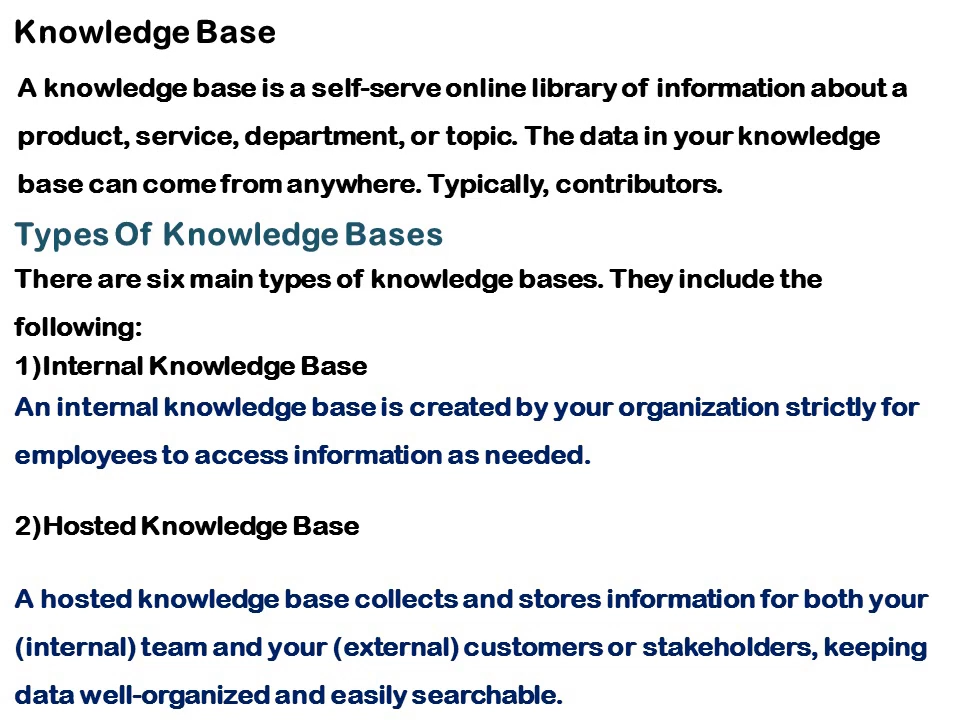 Knowledge Base
A knowledge base is a self-serve online library of information about a
product, service, department, or topic. The data in your knowledge
base can come from anywhere. Typically, contributors.
Types Of Knowledge Bases
There are six main types of knowledge bases. They include the
following:
1)Internal Knowledge Base
An internal knowledge base is created by your organization strictly for
employees to access information as needed.
2)Hosted Knowledge Base
A hosted knowledge base collects and stores information for both your
(internal) team and your (external) customers or stakeholders, keeping
data well-organized and easily searchable.